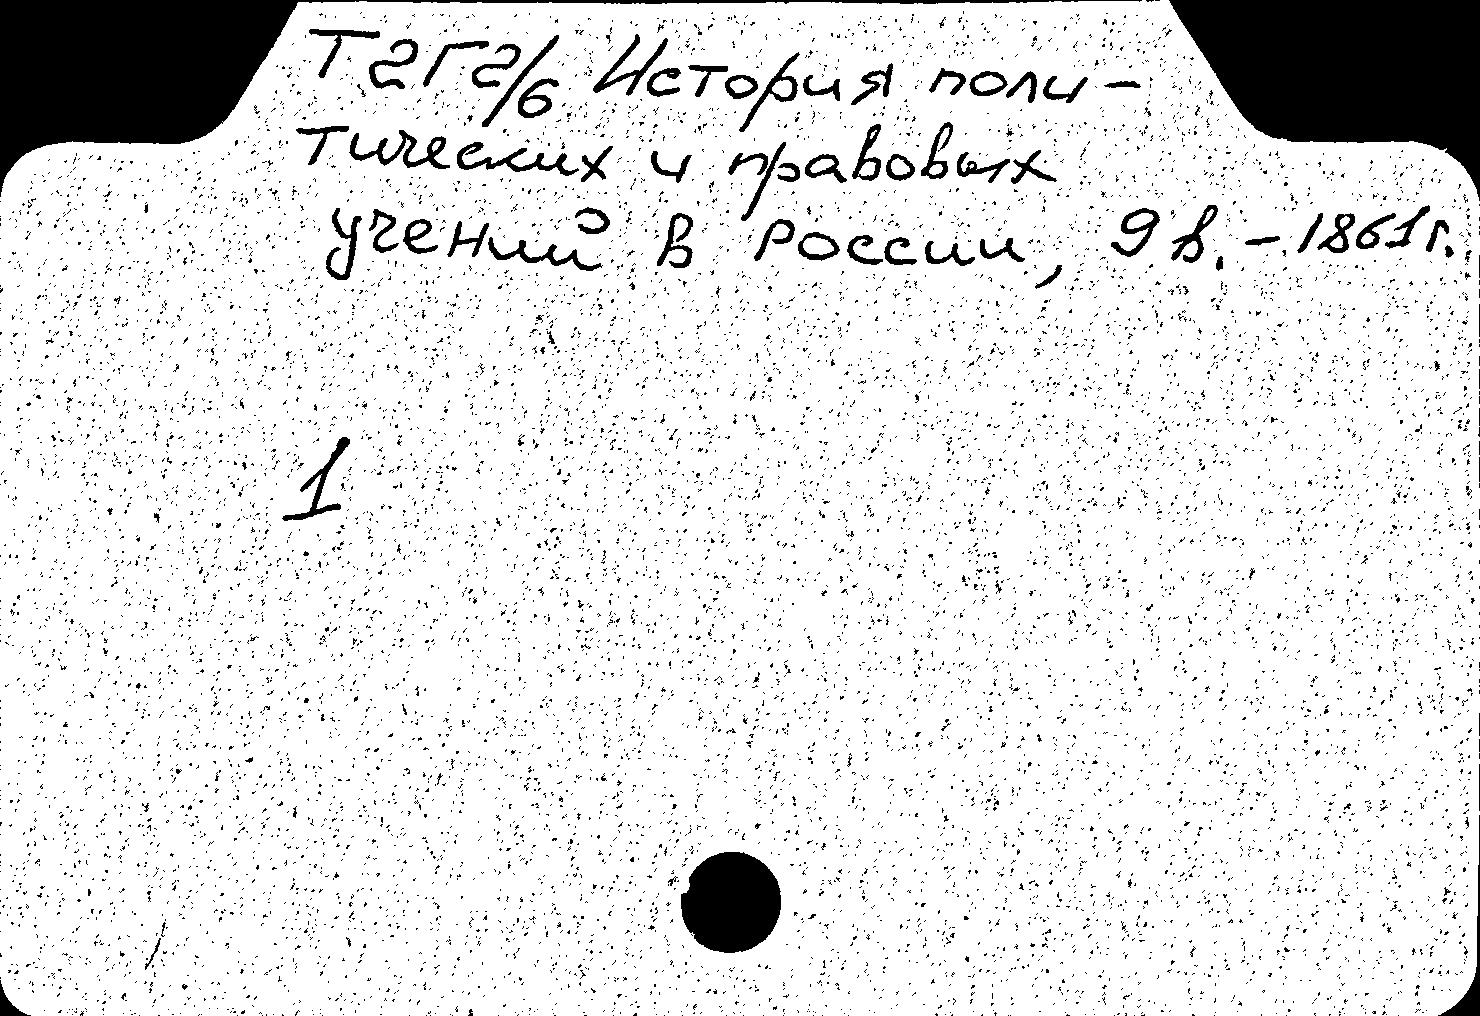 Т2Г2/6 История поли-
тических и правовых
учений в России, 9 в. - 1861 г.
1